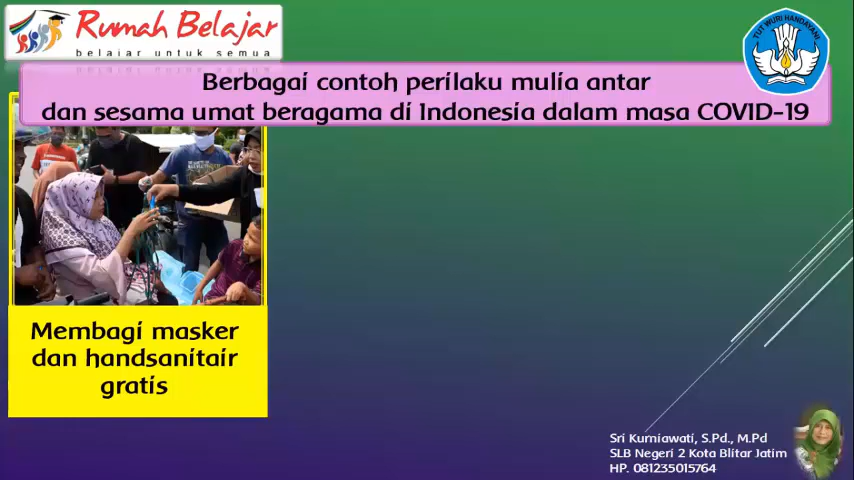 Rumah Belajar
belajar untuk semua
TUT WURI HANDAYANI
Berbagai contoh perilaku mulia antar
dan sesama umat beragama di Indonesia dalam masa COVID-19
Membagi masker
dan handsanitair
gratis
Sri Kurniawati, S.Pd., M.Pd
SLB Negeri 2 Kota Blitar Jatim
HP. 081235015764